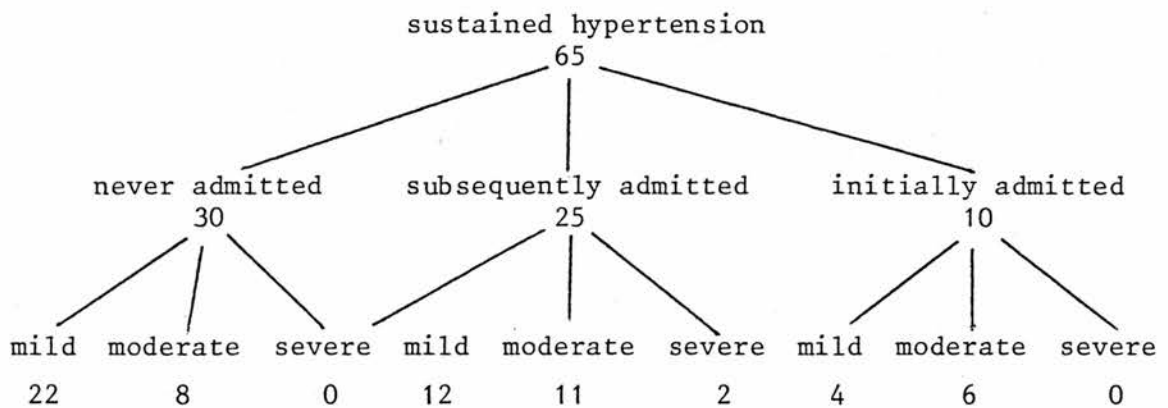 sustained hypertension
65
never admitted subsequently admitted initially admitted
30 25 10
mild moderate severe mild moderate severe mild moderate severe
22 8 0 12 11 2 4 6 0